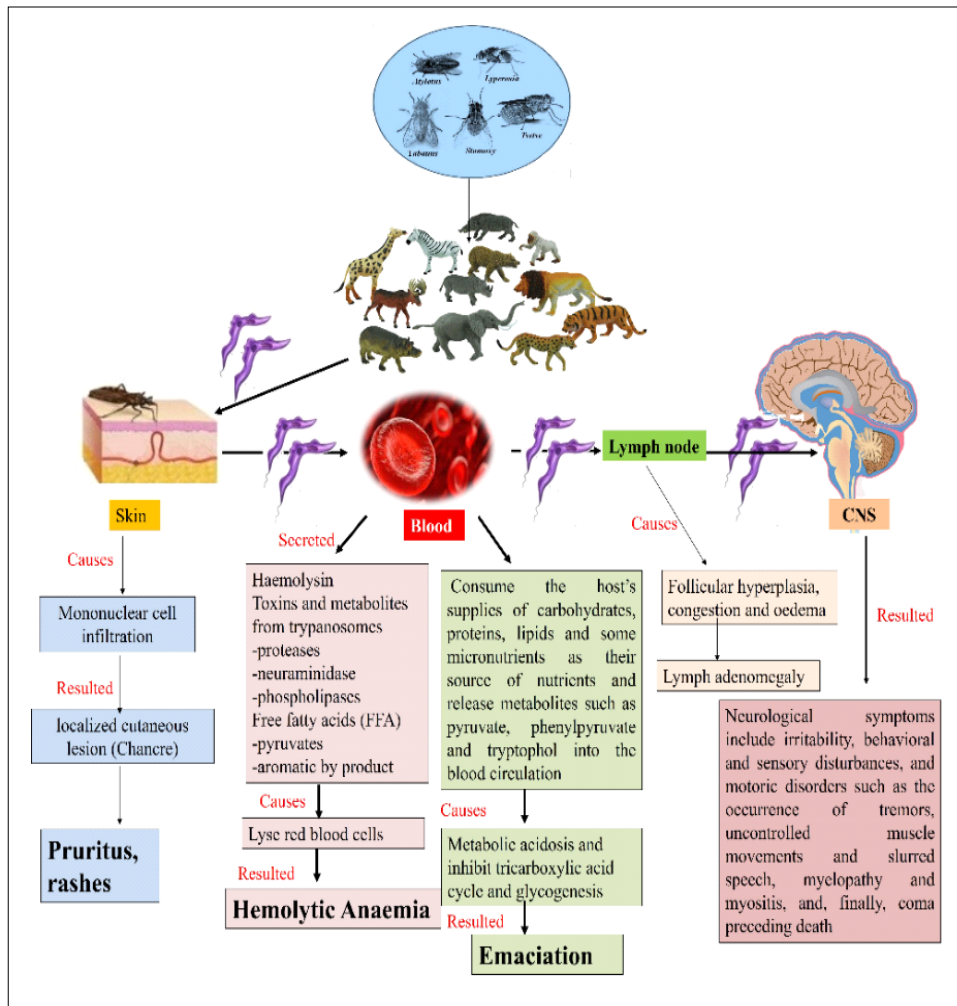 Atylotus
Lyperosia
Tabanus
Stomoxy
Tsetse
Skin
Blood
Lymph node
CNS
Causes
Mononuclear cell
infiltration
Resulted
localized cutaneous
lesion (Chancre)
Pruritus,
rashes
Secreted
Haemolysin
Toxins and metabolites
from trypanosomes
-proteases
-neuraminidase
-phospholipases
Free fatty acids (FFA)
-pyruvates
-aromatic by product
Causes
Lyse red blood cells
Resulted
Hemolytic Anaemia
Consume the host's
supplies of carbohydrates,
proteins, lipids and some
micronutrients as their
source of nutrients and
release metabolites such as
pyruvate, phenylpyruvate
and tryptophol into the
blood circulation
Causes
Metabolic acidosis and
inhibit tricarboxylic acid
cycle and glycogenesis
Resulted
Emaciation
Causes
Follicular hyperplasia,
congestion and oedema
Lymph adenomegaly
Resulted
Neurological symptoms
include irritability, behavioral
and sensory disturbances, and
motoric disorders such as the
occurrence of tremors,
uncontrolled muscle
movements and slurred
speech, myelopathy and
myositis, and, finally, coma
preceding death